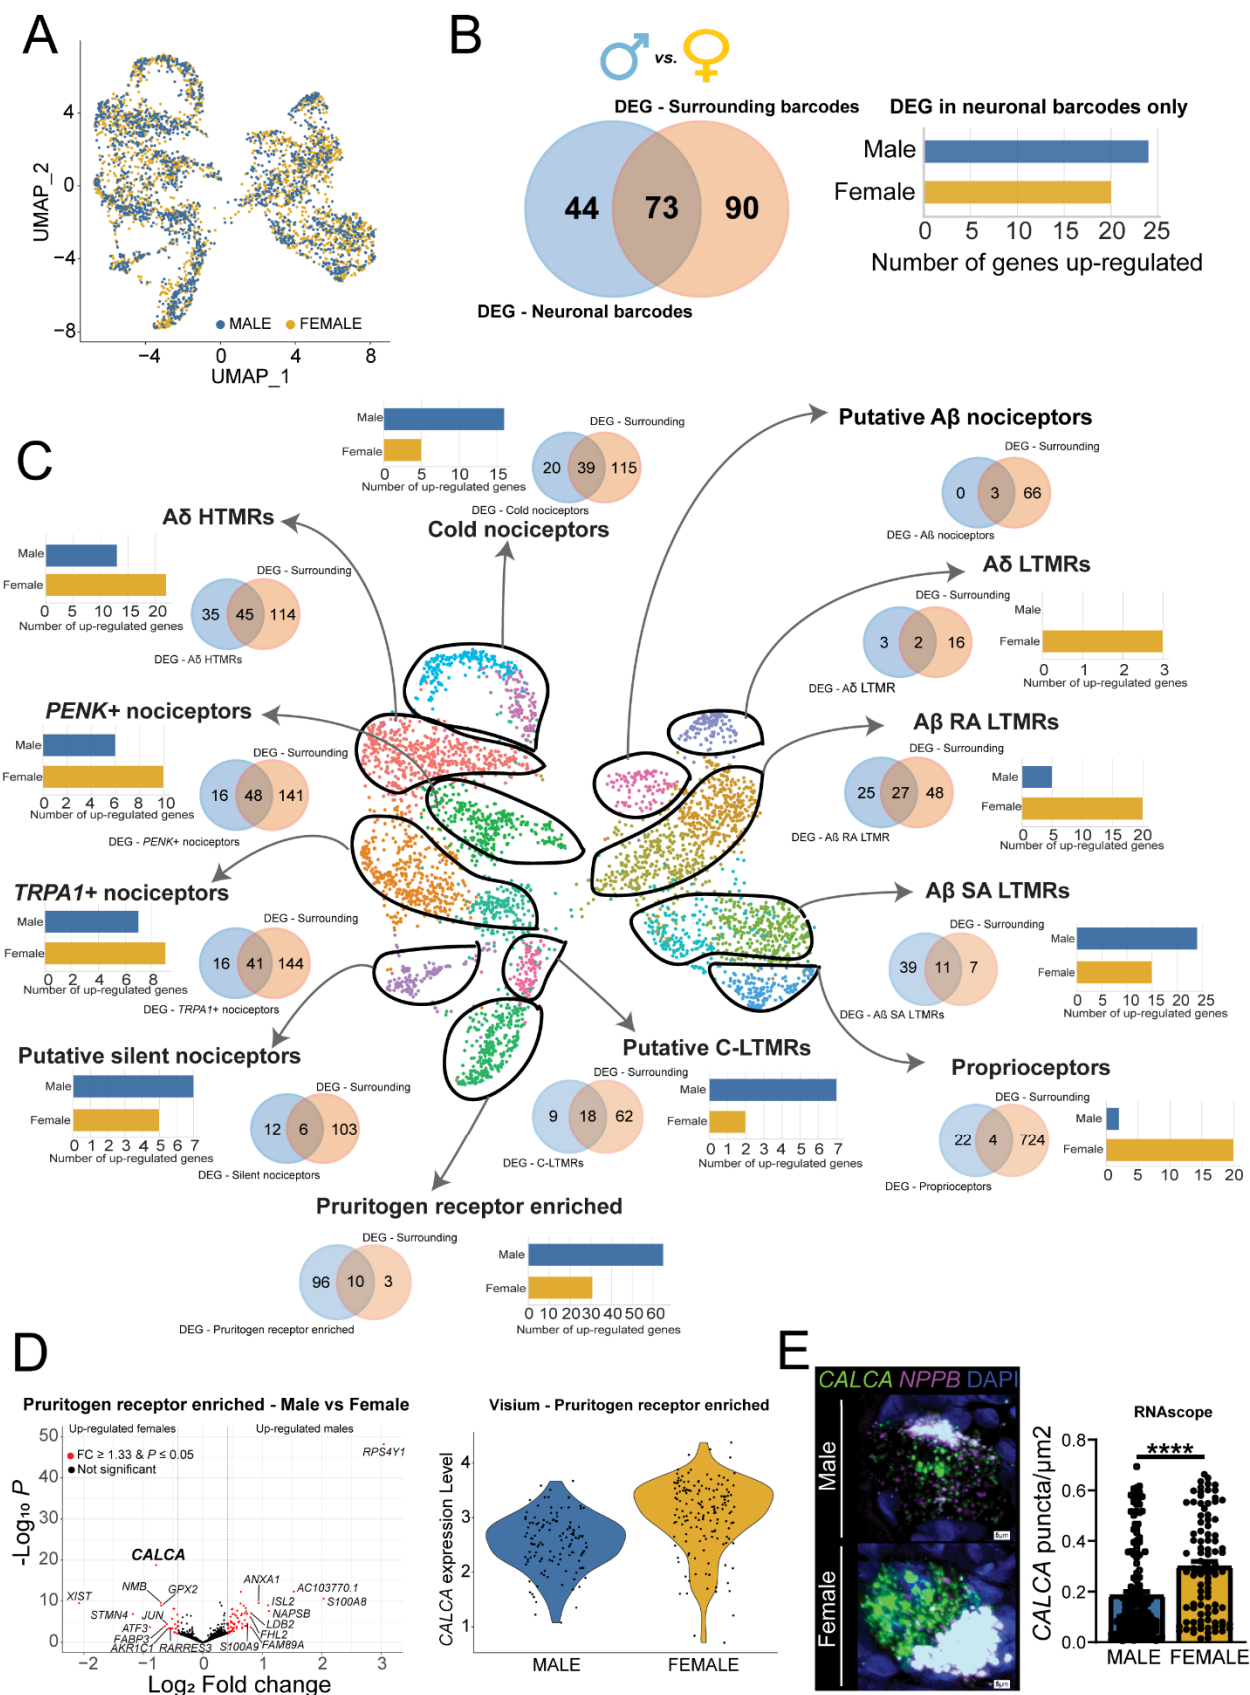 A
4
0
−4
−8
UMAP_2
MALE
FEMALE
−4
0
4
8
UMAP_1
B
vs.
DEG - Surrounding barcodes
44
73
90
DEG - Neuronal barcodes
DEG in neuronal barcodes only
Male
Female
0 5 10 15 20 25
Number of genes up-regulated
C
Male
Female
0 5 10 15
Number of up-regulated genes
DEG - Surrounding
20 39 115
DEG - Cold nociceptors
Cold nociceptors
Putative Aβ nociceptors
DEG - Surrounding
0 3 66
DEG - Aß nociceptors
Aδ HTMRs
Male
Female
0 5 10 15 20
Number of up-regulated genes
DEG - Surrounding
35 45 114
DEG - Aδ HTMRs
Aδ LTMRs
DEG - Surrounding
3 2 16
DEG - Aδ LTMR
Male
Female
0 1 2 3
Number of up-regulated genes
PENK+ nociceptors
Male
Female
0 2 4 6 8 10
Number of up-regulated genes
DEG - Surrounding
16 48 141
DEG - PENK+ nociceptors
Aβ RA LTMRs
DEG - Surrounding
25 27 48
DEG - Aß RA LTMR
Male
Female
0 5 10 15 20
Number of up-regulated genes
TRPA1+ nociceptors
Male
Female
0 2 4 6 8
Number of up-regulated genes
DEG - Surrounding
16 41 144
DEG - TRPA1+ nociceptors
Aβ SA LTMRs
DEG - Surrounding
39 11 7
DEG - Aß SA LTMRs
Male
Female
0 5 10 15 20 25
Number of up-regulated genes
Putative silent nociceptors
Male
Female
0 1 2 3 4 5 6 7
Number of up-regulated genes
DEG - Surrounding
12 6 103
DEG - Silent nociceptors
Putative C-LTMRs
DEG - Surrounding
9 18 62
DEG - C-LTMRs
Male
Female
0 1 2 3 4 5 6 7
Number of up-regulated genes
Proprioceptors
DEG - Surrounding
22 4 724
DEG - Proprioceptors
Male
Female
0 5 10 15 20
Number of up-regulated genes
Pruritogen receptor enriched
DEG - Surrounding
96 10 3
DEG - Pruritogen receptor enriched
Male
Female
0 10 20 30 40 50 60
Number of up-regulated genes
D
Pruritogen receptor enriched - Male vs Female
Up-regulated females
Up-regulated males
FC ≥ 1.33 & P ≤ 0.05
Not significant
50
40
30
20
10
0
-Log₁₀ P
RPS4Y1
CALCA
XIST
NMB
GPX2
STMN4
JUN
ATF3
FABP3
AKR1C1
RARRES3
ANXA1
AC103770.1
ISL2
S100A8
NAPSB
LDB2
FHL2
S100A9
FAM89A
−2 −1 0 1 2 3
Log₂ Fold change
Visium - Pruritogen receptor enriched
4
3
2
1
CALCA expression Level
MALE
FEMALE
E
CALCA NPPB DAPI
Male
5µm
Female
5µm
RNAscope
****
0.8
0.6
0.4
0.2
0.0
CALCA puncta/µm2
MALE FEMALE